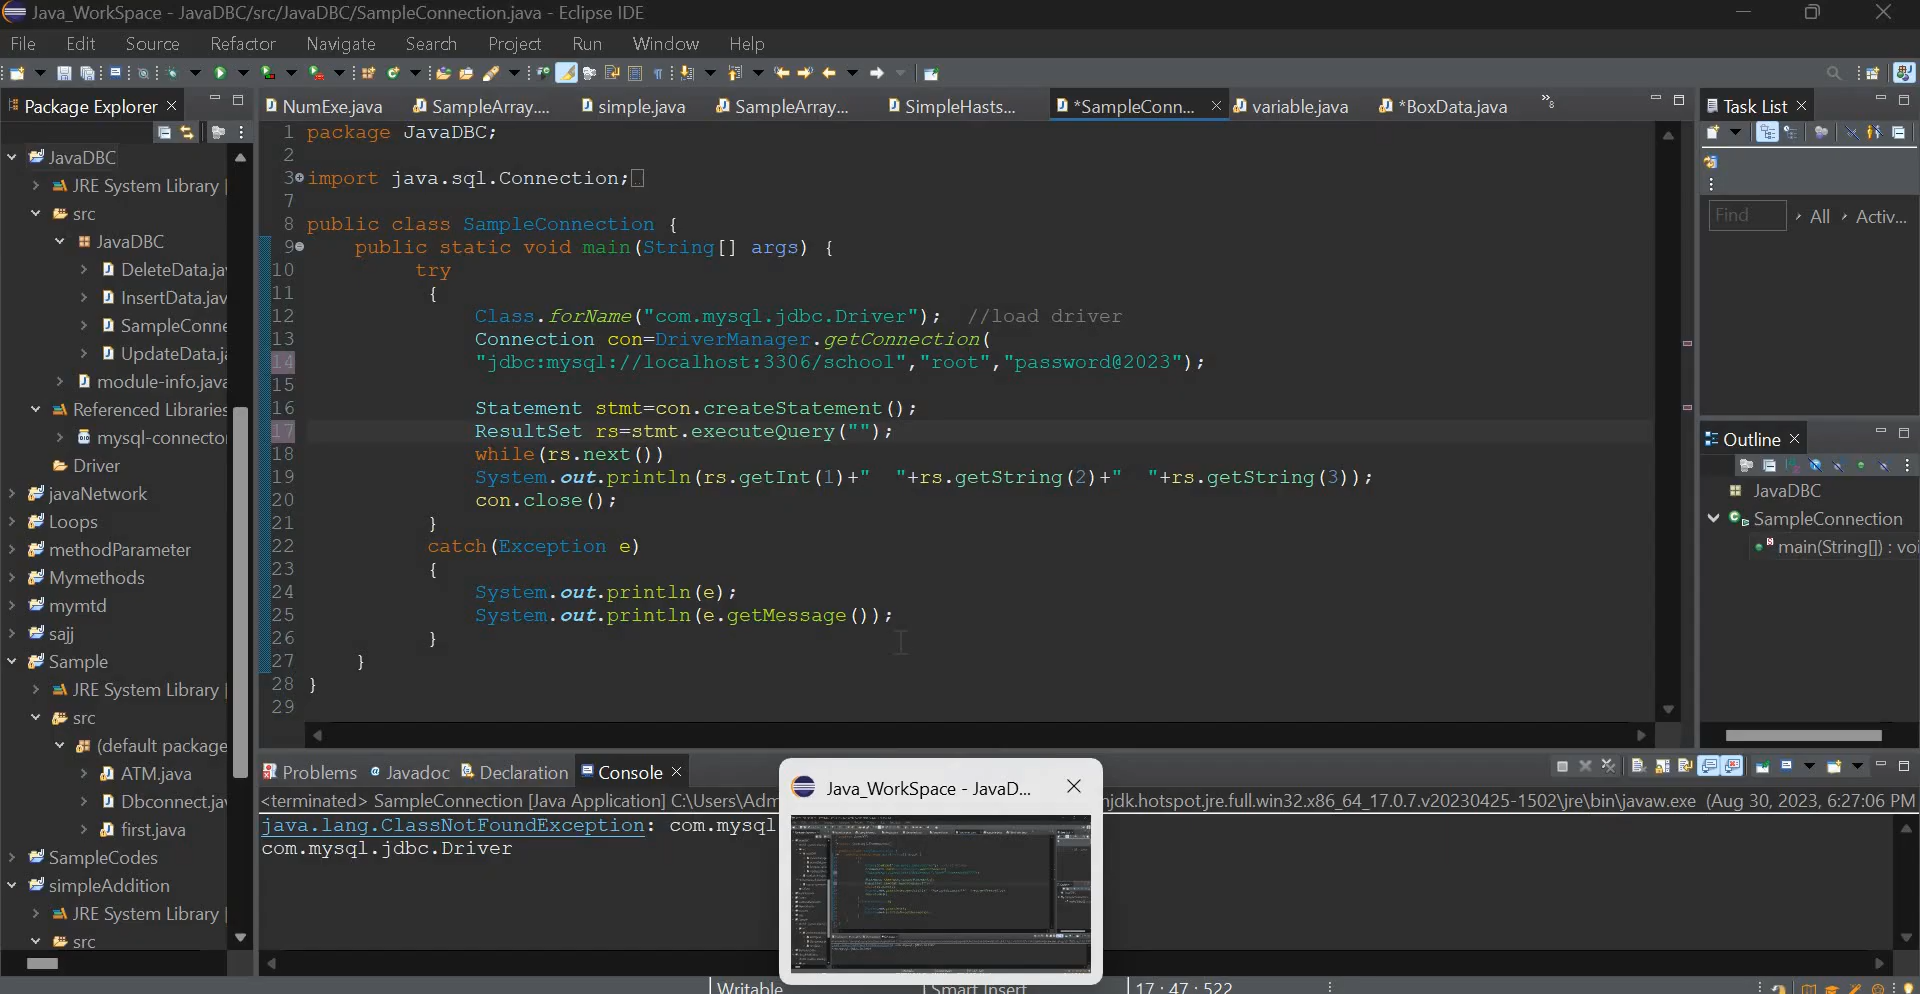 Java_WorkSpace - JavaDBC/src/JavaDBC/SampleConnection.java - Eclipse IDE
File Edit Source Refactor Navigate Search Project Run Window Help
Package Explorer
JavaDBC
JRE System Library
src
JavaDBC
DeleteData.ja
InsertData.jav
SampleConne
UpdateData.ja
module-info.java
Referenced Libraries
mysql-connecto
Driver
javaNetwork
Loops
methodParameter
Mymethods
mymtd
sajj
Sample
JRE System Library
src
(default package
ATM.java
Dbconnect.ja
first.java
SampleCodes
simpleAddition
JRE System Library
src
NumExe.java SampleArray.... simple.java SampleArray... SimpleHasts... *SampleConn... variable.java *BoxData.java »8
1 package JavaDBC;
2
3 import java.sql.Connection;
7
8 public class SampleConnection {
9 public static void main(String[] args) {
10 try
11 {
12 Class.forName("com.mysql.jdbc.Driver"); //load driver
13 Connection con=DriverManager.getConnection(
14 "jdbc:mysql://localhost:3306/school","root","password@2023");
15
16 Statement stmt=con.createStatement();
17 ResultSet rs=stmt.executeQuery("");
18 while(rs.next())
19 System.out.println(rs.getInt(1)+"  "+rs.getString(2)+"  "+rs.getString(3));
20 con.close();
21 }
22 catch(Exception e)
23 {
24 System.out.println(e);
25 System.out.println(e.getMessage());
26 }
27 }
28 }
29
Task List
Find All Activ...
Outline
JavaDBC
SampleConnection
main(String[]) : voi
Problems Javadoc Declaration Console
<terminated> SampleConnection [Java Application] C:\Users\Adm
njdk.hotspot.jre.full.win32.x86_64_17.0.7.v20230425-1502\jre\bin\javaw.exe (Aug 30, 2023, 6:27:06 PM
java.lang.ClassNotFoundException: com.mysql
com.mysql.jdbc.Driver
Java_WorkSpace - JavaD...
Writable Smart Insert 17 : 47 : 522